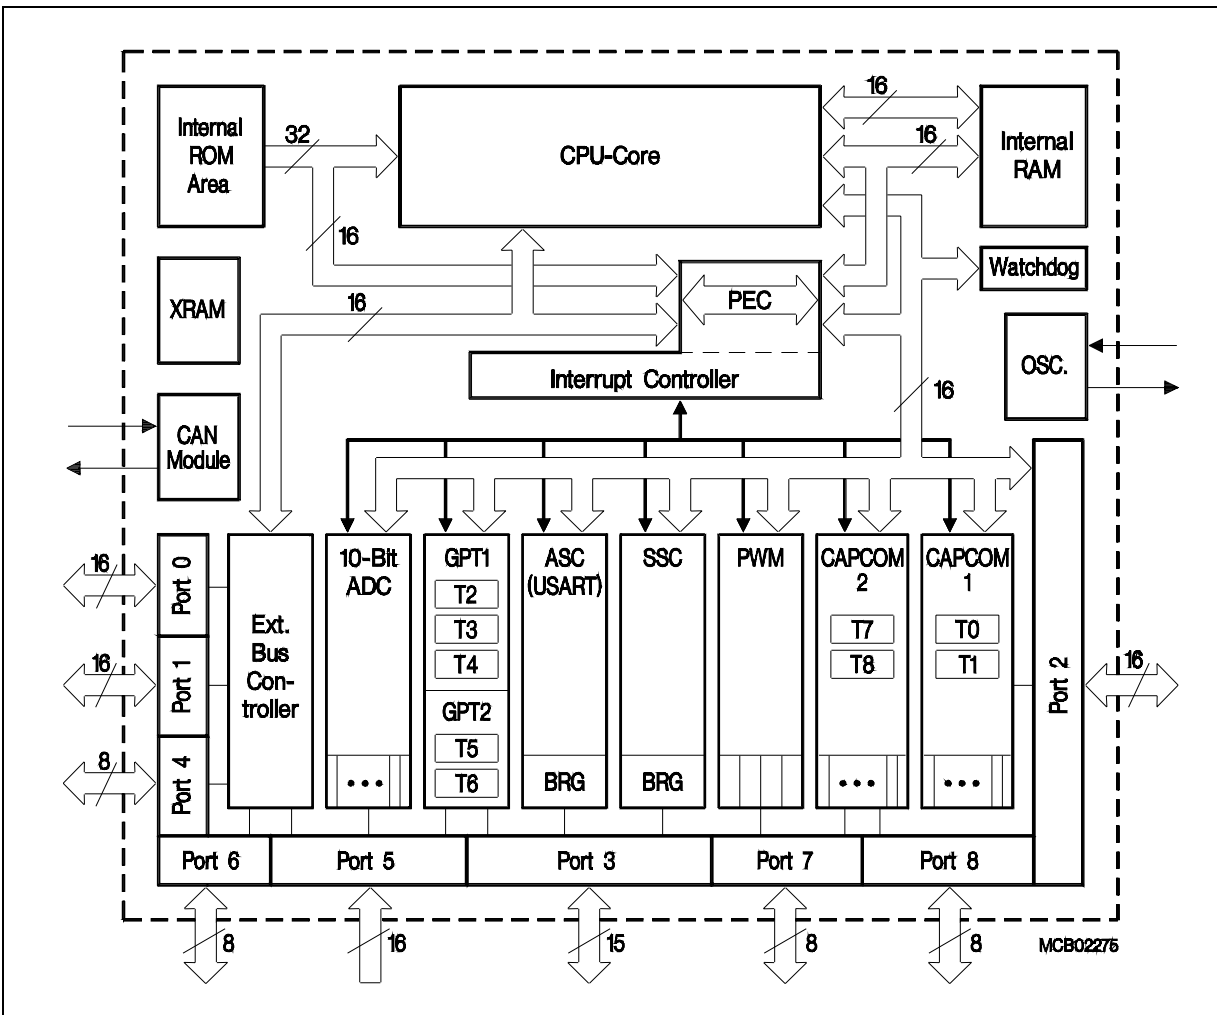 Internal
ROM
Area
32
CPU-Core
16
16
Internal
RAM
16
XRAM
16
PEC
Watchdog
Interrupt Controller
16
OSC.
CAN
Module
Port 0
16
Port 1
16
Port 4
8
Ext.
Bus
Con-
troller
10-Bit
ADC
GPT1
T2
T3
T4
GPT2
T5
T6
ASC
(USART)
BRG
SSC
BRG
PWM
CAPCOM
2
T7
T8
CAPCOM
1
T0
T1
Port 2
16
Port 6
Port 5
Port 3
Port 7
Port 8
8
16
15
8
8
MCB02275